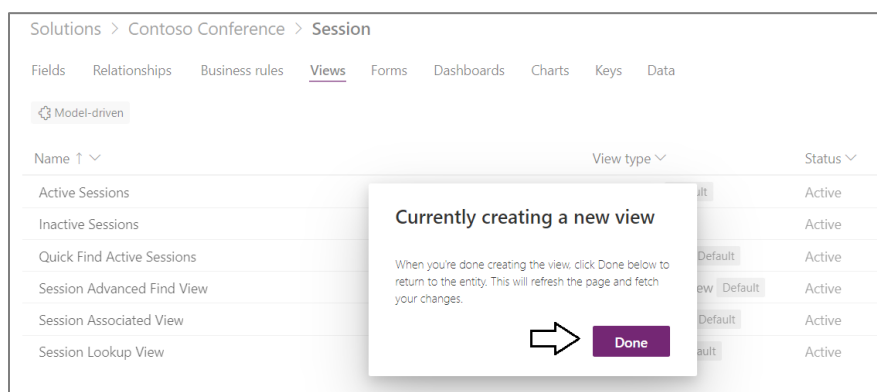 Solutions > Contoso Conference > Session
Fields Relationships Business rules Views Forms Dashboards Charts Keys Data
Model-driven
Name ↑ View type Status
Active Sessions Active
Inactive Sessions Active
Quick Find Active Sessions Default Active
Session Advanced Find View Default Active
Session Associated View Default Active
Session Lookup View Active
Currently creating a new view
When you're done creating the view, click Done below to
return to the entity. This will refresh the page and fetch
your changes.
Done